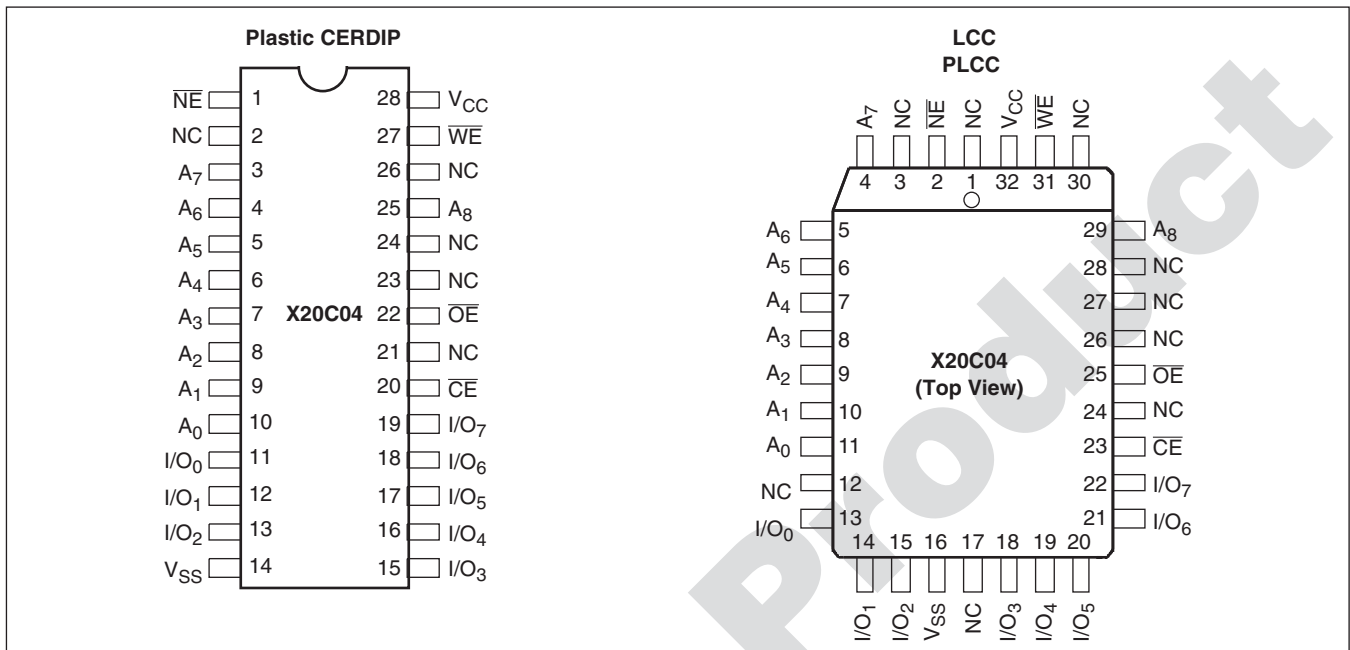 Plastic CERDIP
NE 1 28 VCC
NC 2 27 WE
A7 3 26 NC
A6 4 25 A8
A5 5 24 NC
A4 6 23 NC
A3 7 X20C04 22 OE
A2 8 21 NC
A1 9 20 CE
A0 10 19 I/O7
I/O0 11 18 I/O6
I/O1 12 17 I/O5
I/O2 13 16 I/O4
VSS 14 15 I/O3
LCC
PLCC
A7 NC NE NC VCC WE NC
4 3 2 1 32 31 30
A6 5 29 A8
A5 6 28 NC
A4 7 27 NC
A3 8 26 NC
A2 9 25 OE
A1 10 24 NC
A0 11 23 CE
NC 12 22 I/O7
I/O0 13 21 I/O6
X20C04
(Top View)
14 15 16 17 18 19 20
I/O1 I/O2 VSS NC I/O3 I/O4 I/O5
Product